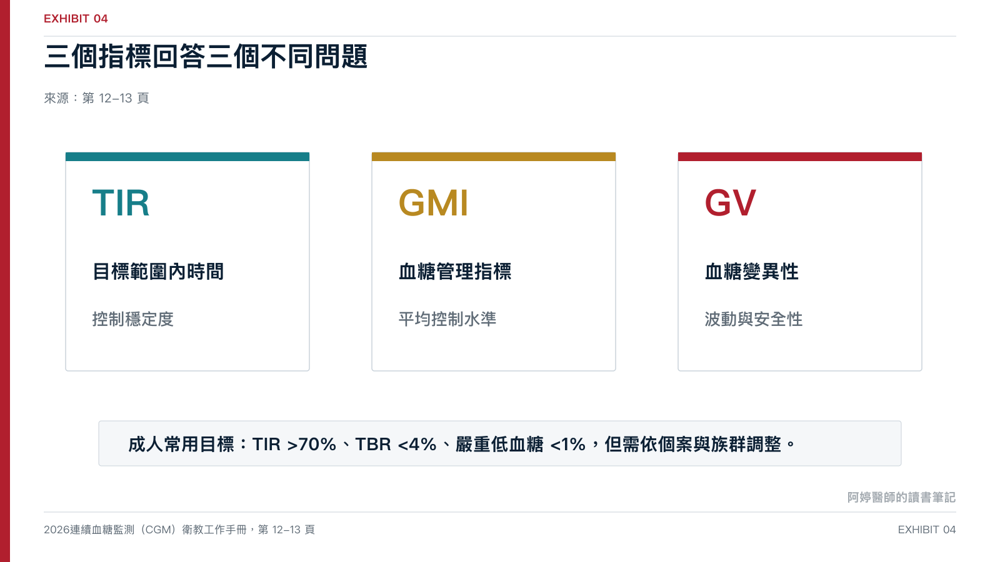 EXHIBIT 04
三個指標回答三個不同問題
來源：第 12–13 頁
TIR
目標範圍內時間
控制穩定度
GMI
血糖管理指標
平均控制水準
GV
血糖變異性
波動與安全性
成人常用目標：TIR >70%、TBR <4%、嚴重低血糖 <1%，但需依個案與族群調整。
阿婷醫師的讀書筆記
2026連續血糖監測（CGM）衛教工作手冊，第 12–13 頁
EXHIBIT 04